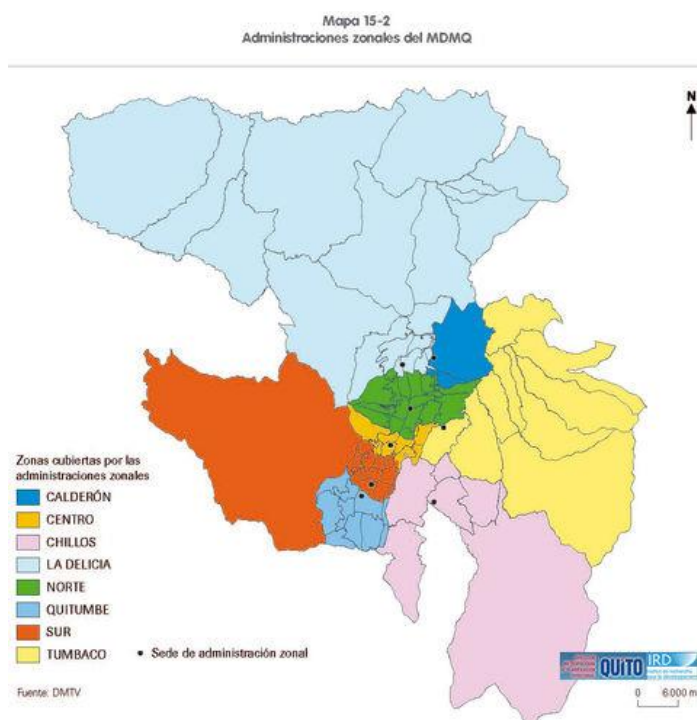 Mapa 15-2
Administraciones zonales del MDMQ
N
Zonas cubiertas por las
administraciones zonales
CALDERÓN
CENTRO
CHILLOS
LA DELICIA
NORTE
QUITUMBE
SUR
TUMBACO
• Sede de administración zonal
Fuente: DMTV
QUITO
IRD
0 6 000 m